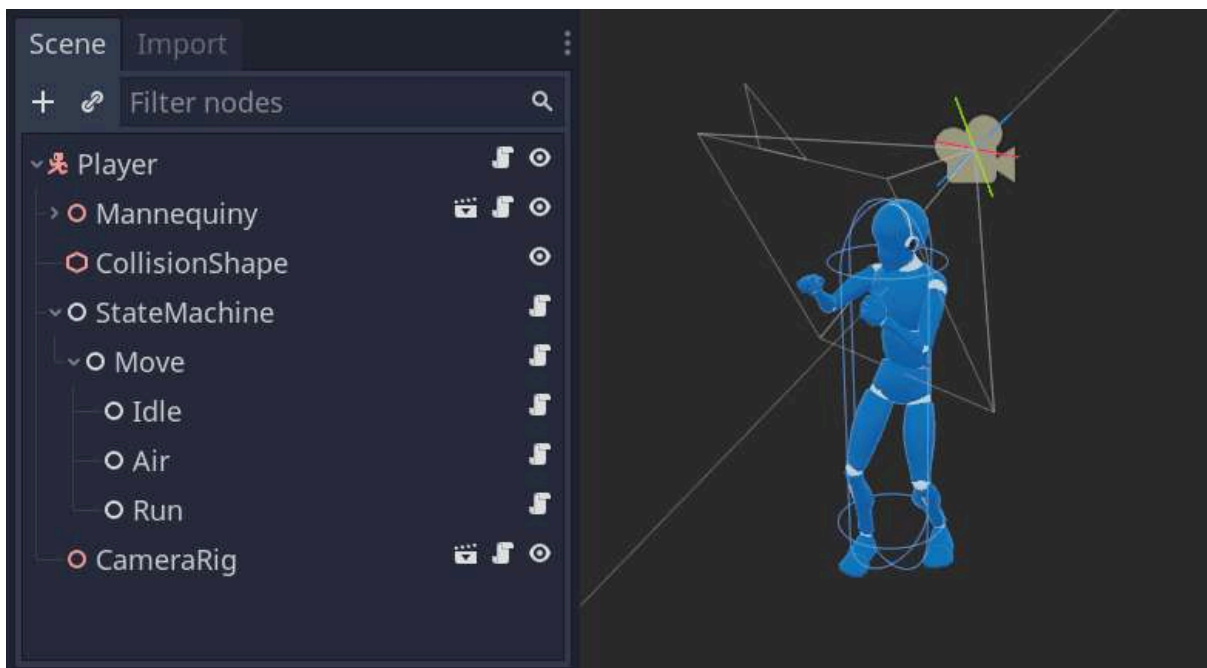 Scene Import
Filter nodes
Player
Mannequiny
CollisionShape
StateMachine
Move
Idle
Air
Run
CameraRig